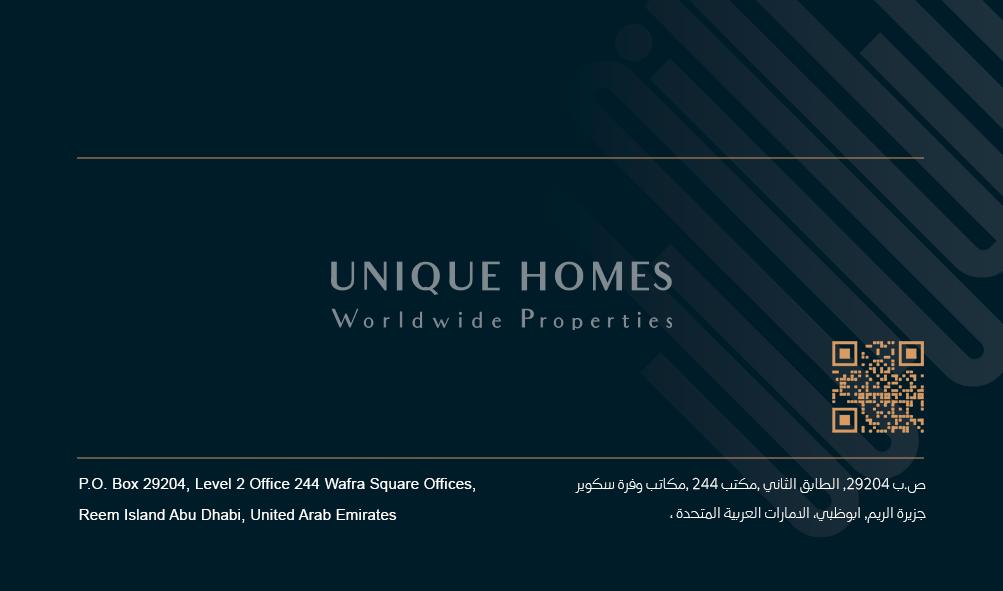 UNIQUE HOMES
Worldwide Properties
P.O. Box 29204, Level 2 Office 244 Wafra Square Offices,
Reem Island Abu Dhabi, United Arab Emirates
ص.ب 29204, الطابق الثاني ,مكتب 244 ,مكاتب وفرة سكوير
جزيرة الريم, ابوظبي، الامارات العربية المتحدة ،